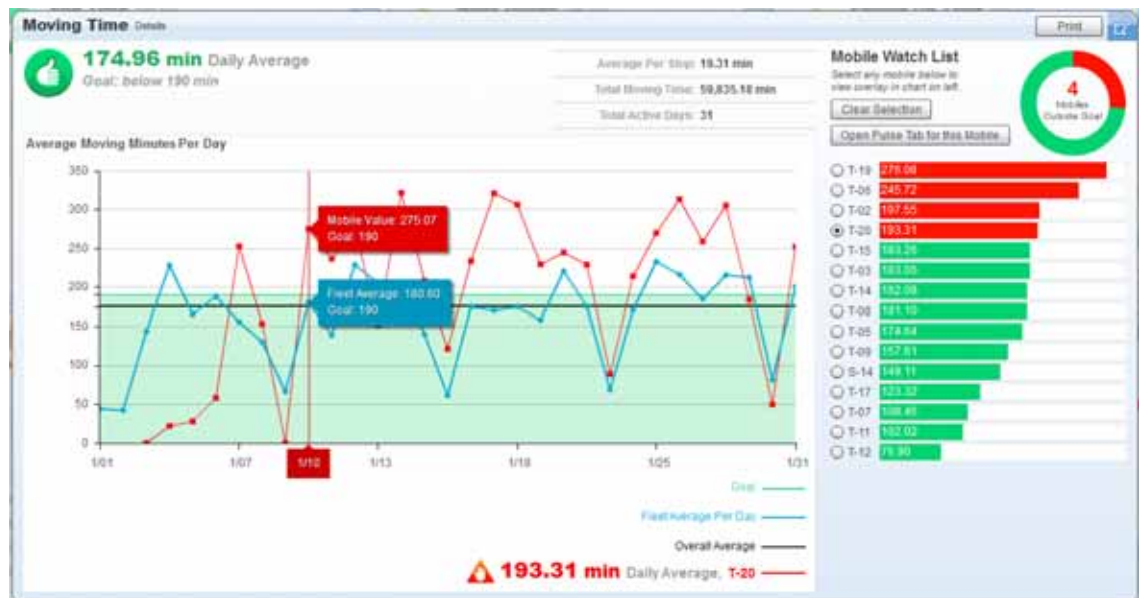 Moving Time Details
Print
174.96 min Daily Average
Goal: below 190 min
Average Per Stop: 19.31 min
Total Moving Time: 59,835.18 min
Total Active Days: 31
Mobile Watch List
Select any mobile below to
view overlay in chart on left.
Clear Selection
Open Pulse Tab for this Mobile
4
Mobiles
Outside Goal
Average Moving Minutes Per Day
350
300
250
200
150
100
50
0
Mobile Value: 275.07
Goal: 190
Fleet Average: 180.60
Goal: 190
1/01
1/07
1/10
1/13
1/19
1/25
1/31
T-19
T-06 245.72
T-02 197.55
T-20 193.31
T-15 183.26
T-03
T-14
T-08 181.10
T-05 174.64
T-09 157.81
S-14 149.11
T-17 123.32
T-07 108.45
T-11 102.02
T-12 75.90
Goal
Fleet Average Per Day
Overall Average
193.31 min Daily Average, T-20